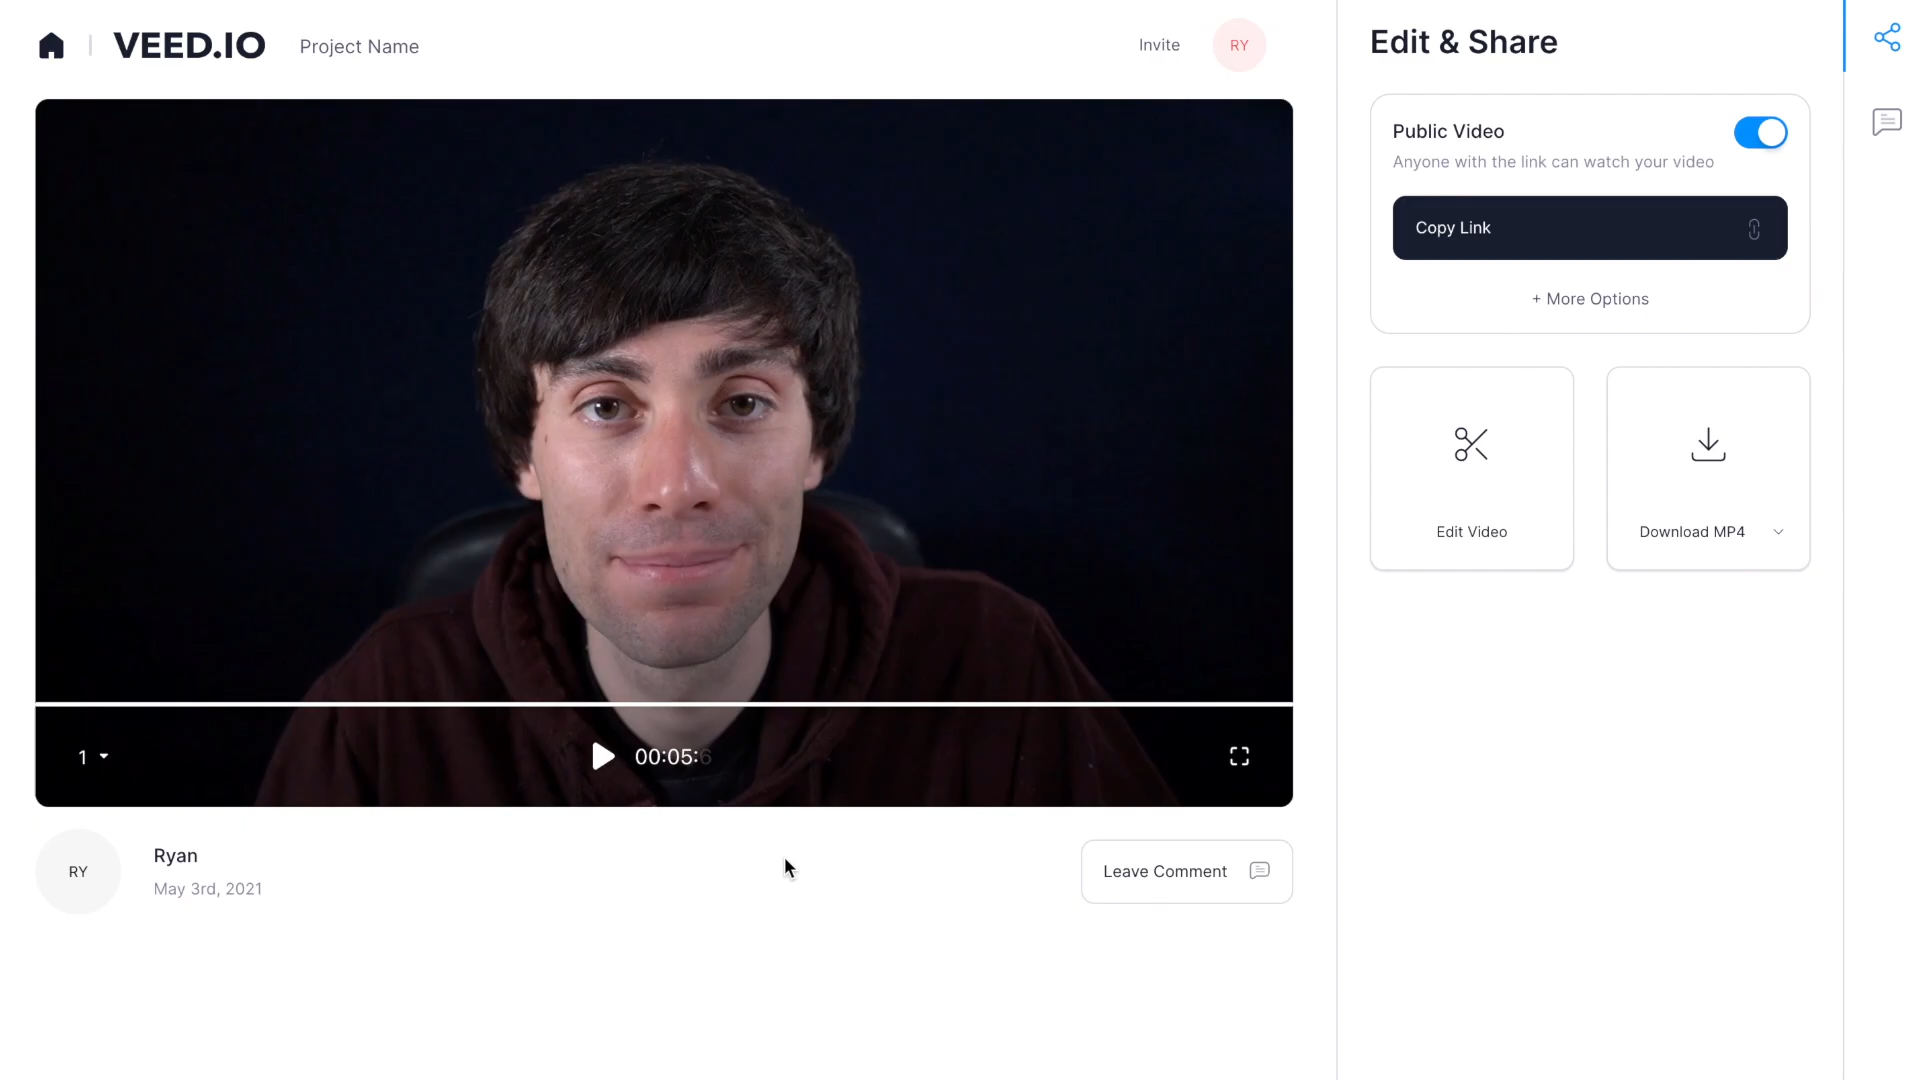 VEED.IO
Project Name
Invite
RY
Edit & Share
Public Video
Anyone with the link can watch your video
Copy Link
+ More Options
Edit Video
Download MP4
1
00:05:6
RY
Ryan
May 3rd, 2021
Leave Comment